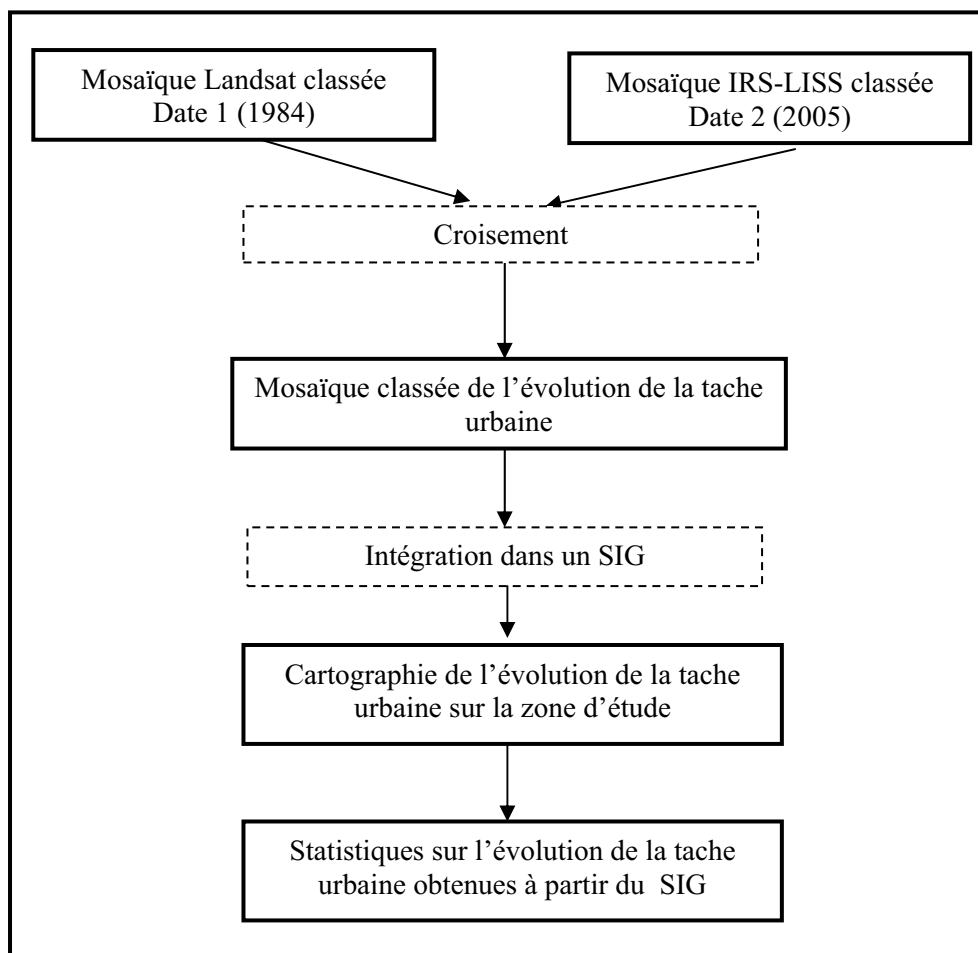 Mosaïque Landsat classée
Date 1 (1984)
Mosaïque IRS-LISS classée
Date 2 (2005)
Croisement
Mosaïque classée de l’évolution de la tache
urbaine
Intégration dans un SIG
Cartographie de l’évolution de la tache
urbaine sur la zone d’étude
Statistiques sur l’évolution de la tache
urbaine obtenues à partir du SIG